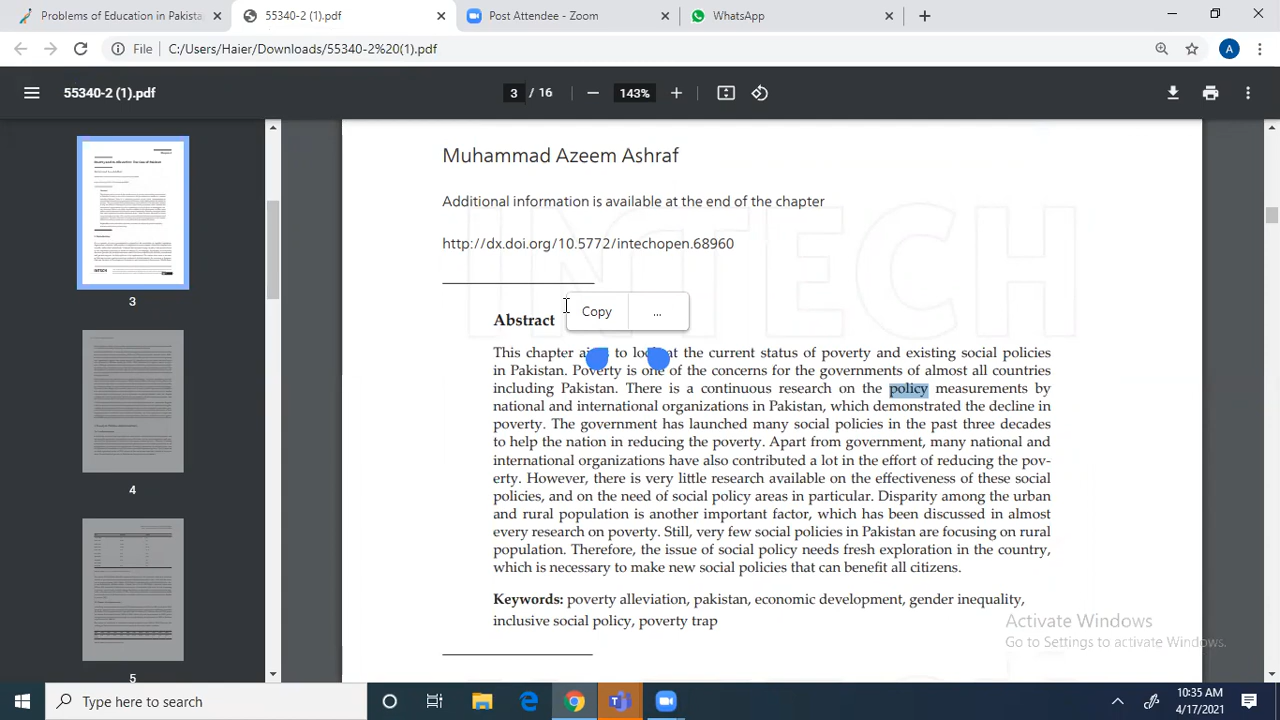 Problems of Education in Pakista
55340-2 (1).pdf
Post Attendee - Zoom
WhatsApp
File
C:/Users/Haier/Downloads/55340-2%20(1).pdf
A
55340-2 (1).pdf
3 / 16
143%
3
4
5
INTECH
Muhammad Azeem Ashraf
Additional information is available at the end of the chapter
http://dx.doi.org/10.5772/intechopen.68960
Copy
...
Abstract
This chapter to at the current status of poverty and existing social policies
in Pakistan. Poverty is one of the concerns for the governments of almost all countries
including Pakistan. There is a continuous research on the policy measurements by
national and international organizations in Pakistan, which demonstrated the decline in
poverty. The government has launched many social policies in the past three decades
to help the nation in reducing the poverty. Apart from government, many national and
international organizations have also contributed a lot in the effort of reducing the pov-
erty. However, there is very little research available on the effectiveness of these social
policies, and on the need of social policy areas in particular. Disparity among the urban
and rural population is another important factor, which has been discussed in almost
every research on poverty. Still, very few social policies in Pakistan are focusing on rural
population. Therefore, the issue of social policy needs fresh exploration in the country,
which is necessary to make new social policies that can benefit all citizens.
Keywords: poverty alleviation, pakistan, economic development, gender inequality,
inclusive social policy, poverty trap
Activate Windows
Go to Settings to activate Windows.
Type here to search
10:35 AM
4/17/2021